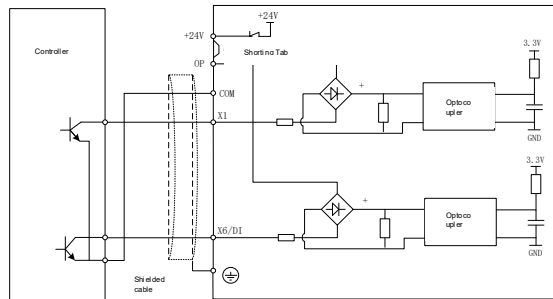 Controller
+24V
+24V
Shorting Tab
OP
COM
X1
+
Optoco
upler
3.3V
GND
X6/DI
+
Optoco
upler
3.3V
GND
Shielded
cable